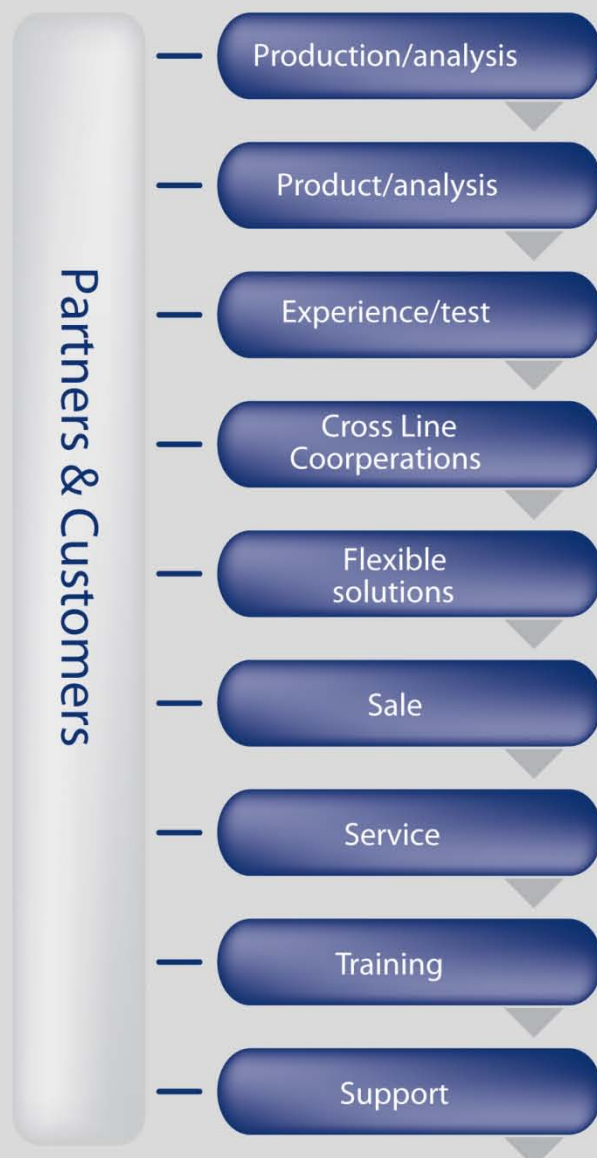 Partners & Customers
Production/analysis
Product/analysis
Experience/test
Cross Line
Coorperations
Flexible
solutions
Sale
Service
Training
Support